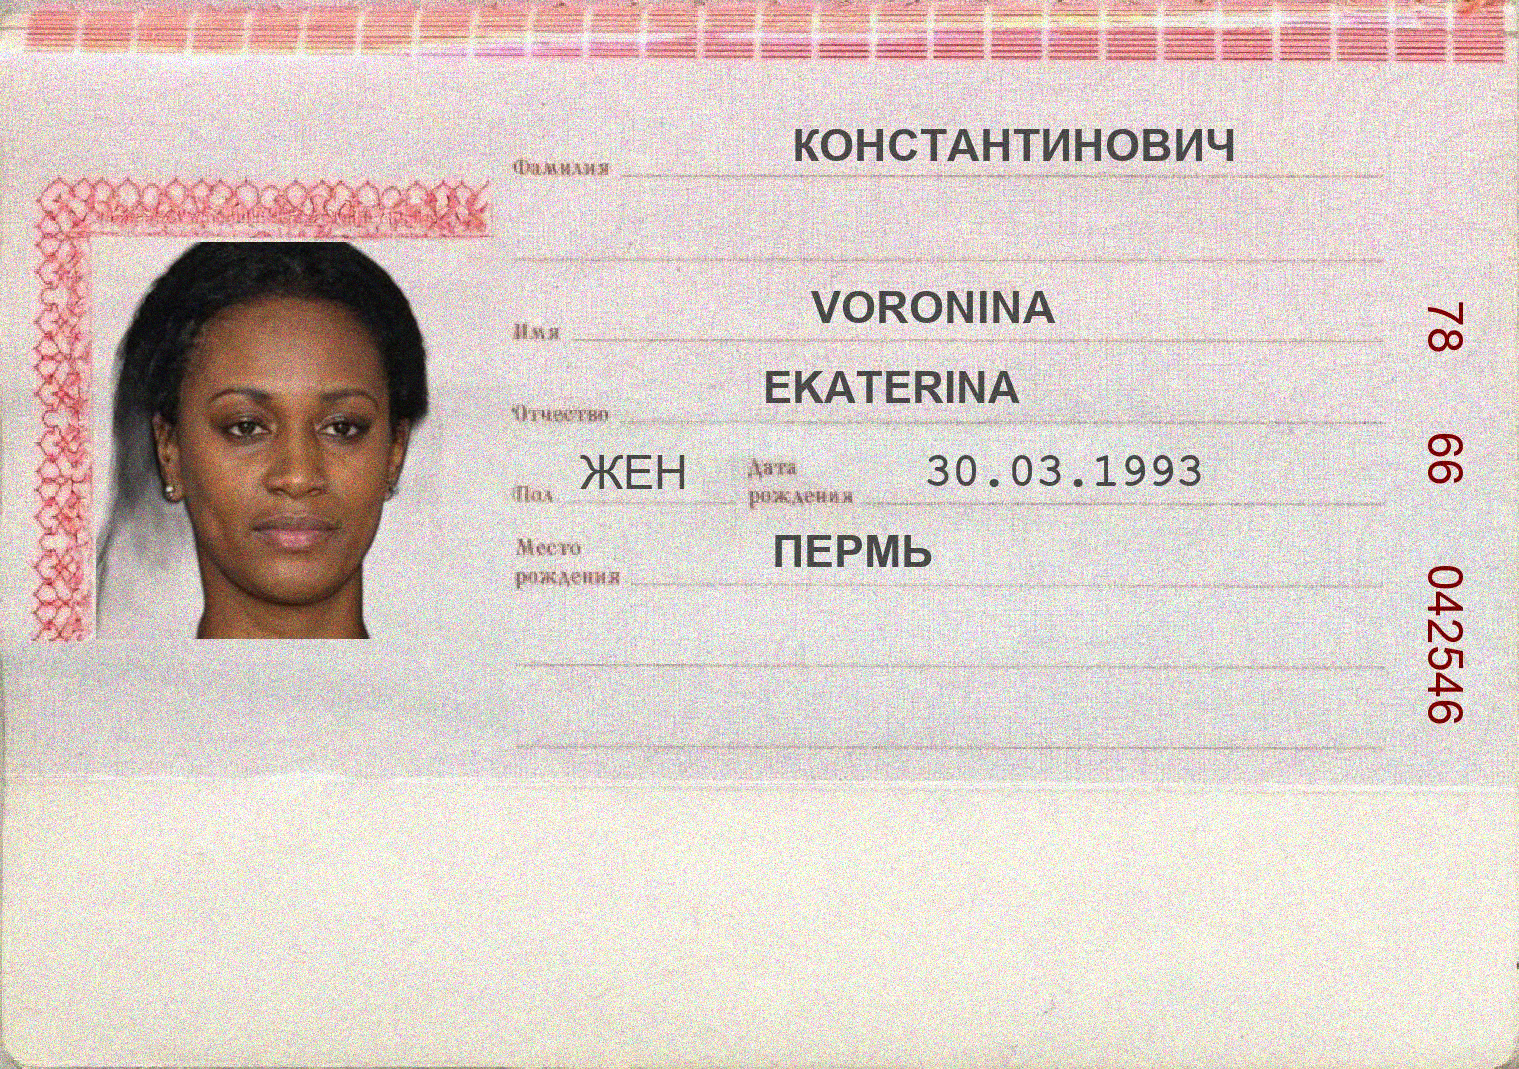 Фамилия КОНСТАНТИНОВИЧ
Имя VORONINA
Отчество EKATERINA
Пол ЖЕН Дата рождения 30.03.1993
Место рождения ПЕРМЬ
78 66 042546